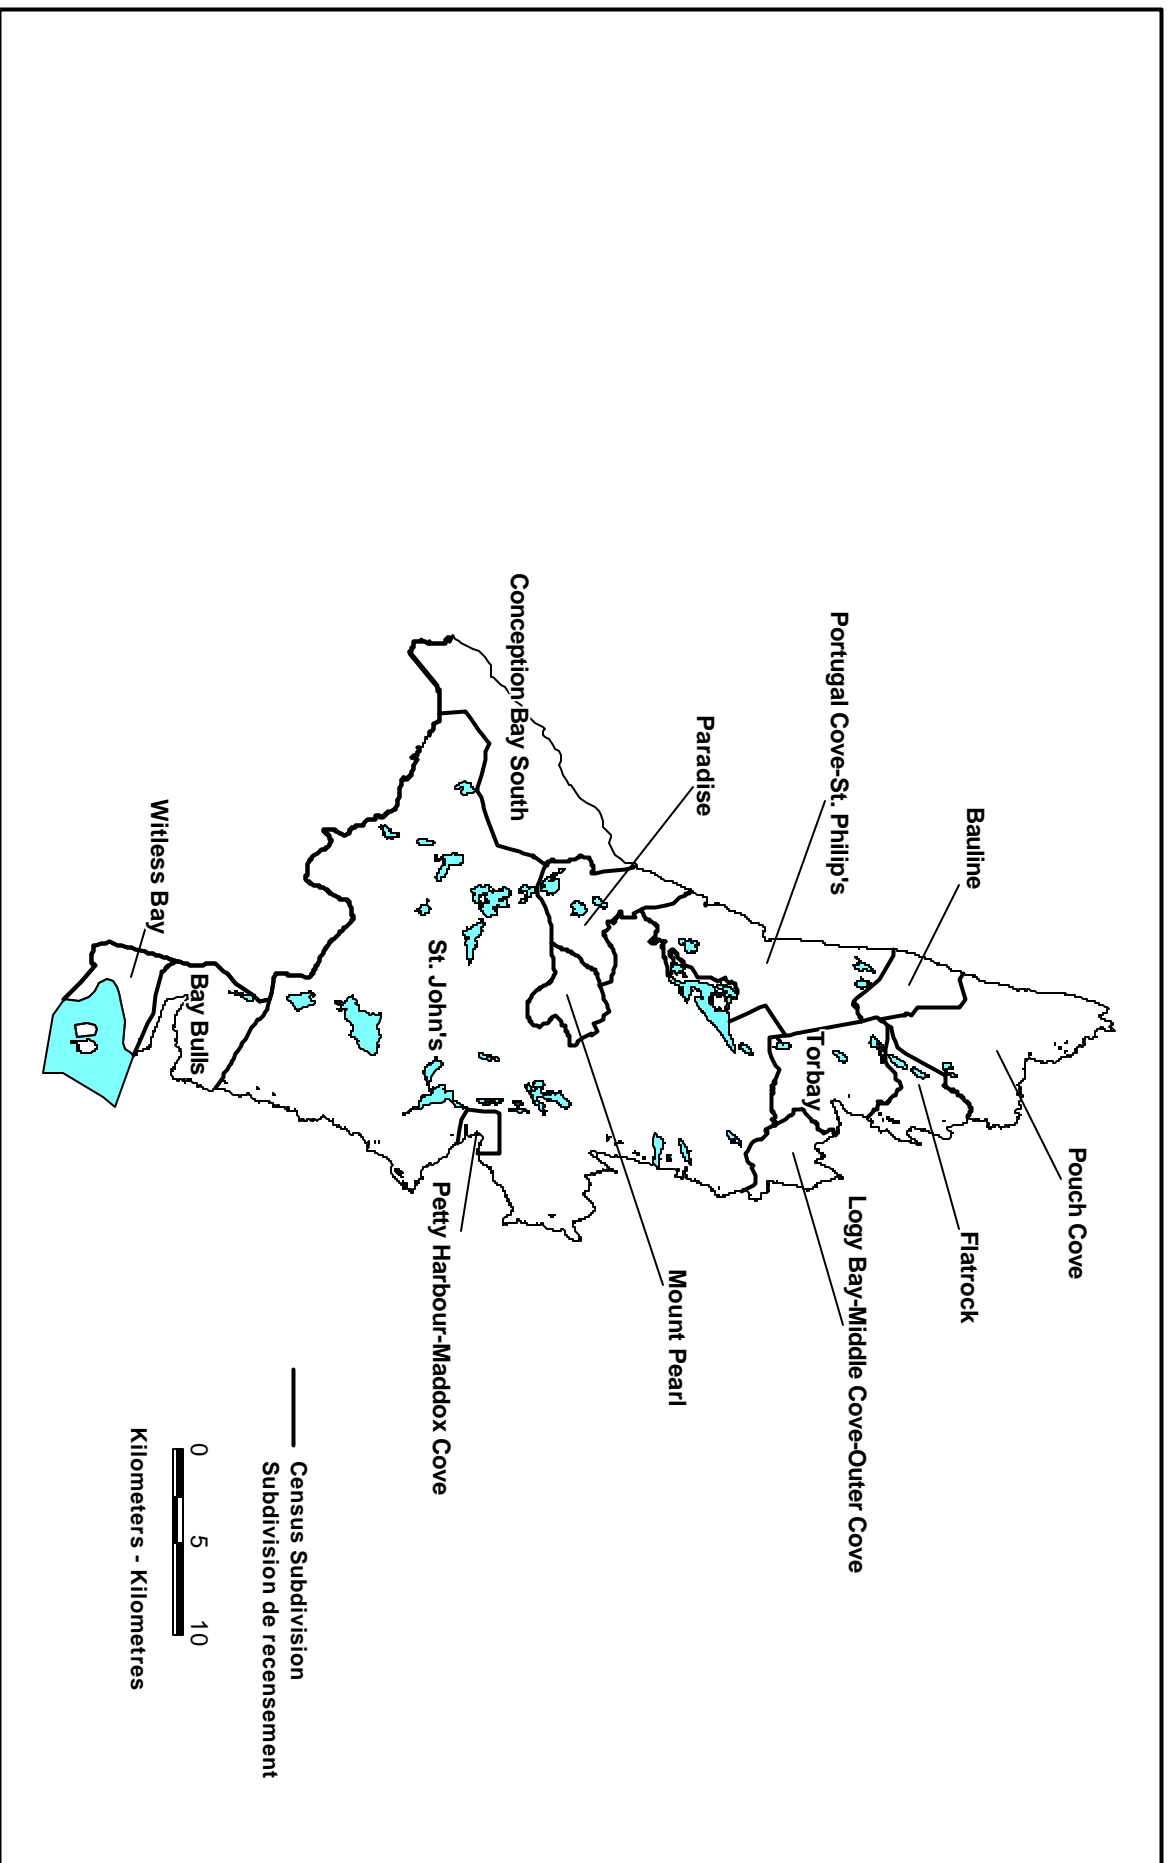 Pouch Cove
Bauline
Flatrock
Logy Bay-Middle Cove-Outer Cove
Portugal Cove-St. Philip's
Torbay
Paradise
Mount Pearl
Conception Bay South
St. John's
Petty Harbour-Maddox Cove
Bay Bulls
Witless Bay
Census Subdivision
Subdivision de recensement
0 5 10
Kilometers - Kilometres